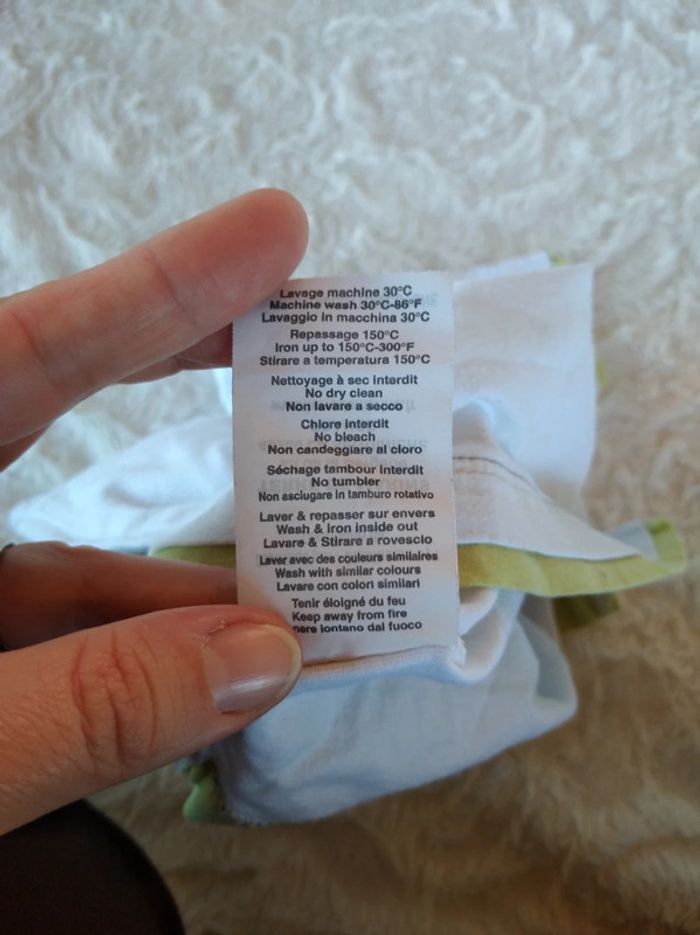 Lavage machine 30°C
Machine wash 30°C-86°F
Lavaggio in macchina 30°C
Repassage 150°C
Iron up to 150°C-300°F
Stirare a temperatura 150°C
Nettoyage à sec interdit
No dry clean
Non lavare a secco
Chlore interdit
No bleach
Non candeggiare al cloro
Séchage tambour interdit
No tumbler
Non asciugare in tamburo rotativo
Laver & repasser sur envers
Wash & iron inside out
Lavare & Stirare a rovescio
Laver avec des couleurs similaires
Wash with similar colours
Lavare con colori similari
Tenir éloigné du feu
Keep away from fire
lontano dal fuoco